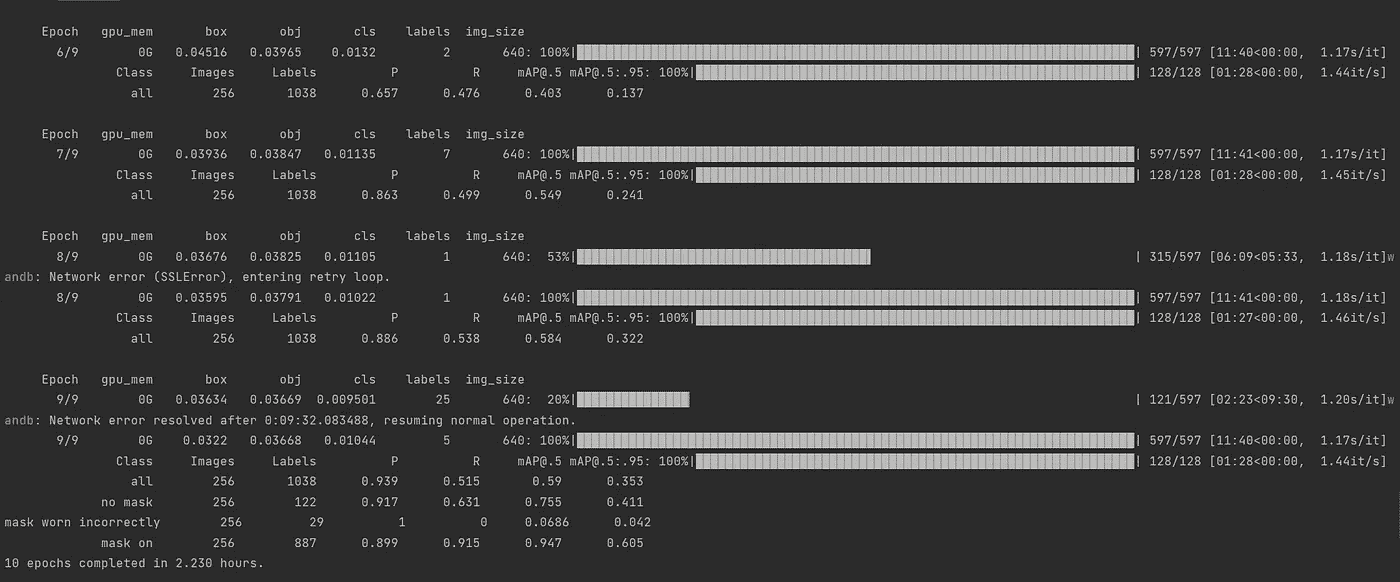 Epoch gpu_mem box obj cls labels img_size
6/9 0G 0.04516 0.03965 0.0132 2 640: 100%| | 597/597 [11:40<00:00, 1.17s/it]
Class Images Labels P R mAP@.5 mAP@.5:.95: 100%| | 128/128 [01:28<00:00, 1.44it/s]
all 256 1038 0.657 0.476 0.403 0.137
Epoch gpu_mem box obj cls labels img_size
7/9 0G 0.03936 0.03847 0.01135 7 640: 100%| | 597/597 [11:41<00:00, 1.17s/it]
Class Images Labels P R mAP@.5 mAP@.5:.95: 100%| | 128/128 [01:28<00:00, 1.45it/s]
all 256 1038 0.863 0.499 0.549 0.241
Epoch gpu_mem box obj cls labels img_size
8/9 0G 0.03676 0.03825 0.01105 1 640: 53%| | 315/597 [06:09<05:33, 1.18s/it]w
andb: Network error (SSLError), entering retry loop.
8/9 0G 0.03595 0.03791 0.01022 1 640: 100%| | 597/597 [11:41<00:00, 1.18s/it]
Class Images Labels P R mAP@.5 mAP@.5:.95: 100%| | 128/128 [01:27<00:00, 1.46it/s]
all 256 1038 0.886 0.538 0.584 0.322
Epoch gpu_mem box obj cls labels img_size
9/9 0G 0.03634 0.03669 0.009501 25 640: 20%| | 121/597 [02:23<09:30, 1.20s/it]w
andb: Network error resolved after 0:09:32.083488, resuming normal operation.
9/9 0G 0.0322 0.03668 0.01044 5 640: 100%| | 597/597 [11:40<00:00, 1.17s/it]
Class Images Labels P R mAP@.5 mAP@.5:.95: 100%| | 128/128 [01:28<00:00, 1.44it/s]
all 256 1038 0.939 0.515 0.59 0.353
no mask 256 122 0.917 0.631 0.755 0.411
mask worn incorrectly 256 29 1 0 0.0686 0.042
mask on 256 887 0.899 0.915 0.947 0.605
10 epochs completed in 2.230 hours.